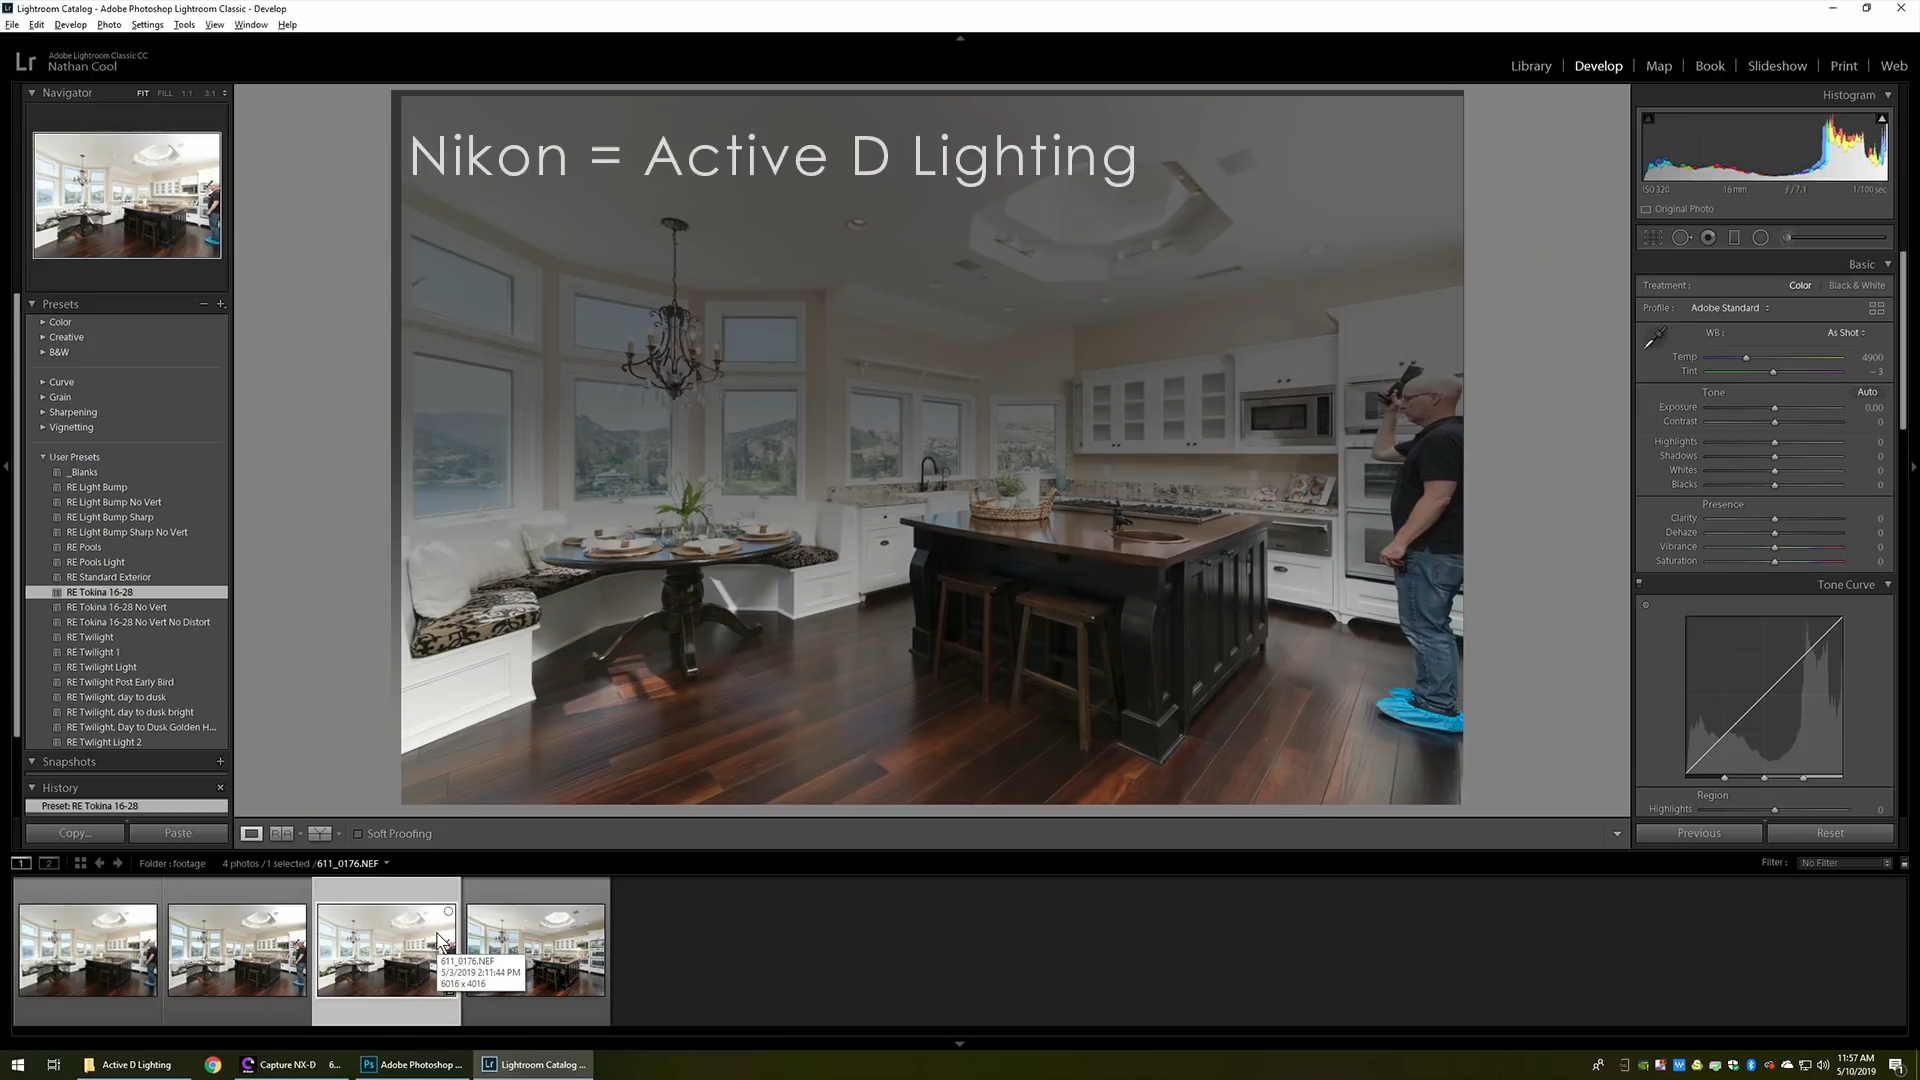 Lightroom Catalog - Adobe Photoshop Lightroom Classic - Develop
File Edit Develop Photo Settings Tools View Window Help
Lr Adobe Lightroom Classic CC
Nathan Cool
Library Develop Map Book Slideshow Print Web
Navigator FIT FILL 1:1 3:1
Nikon = Active D Lighting
Presets
Color
Creative
B&W
Curve
Grain
Sharpening
Vignetting
User Presets
_Blanks
RE Light Bump
RE Light Bump No Vert
RE Light Bump Sharp
RE Light Bump Sharp No Vert
RE Pools
RE Pools Light
RE Standard Exterior
RE Tokina 16-28
RE Tokina 16-28 No Vert
RE Tokina 16-28 No Vert No Distort
RE Twilight
RE Twilight 1
RE Twilight Light
RE Twilight Post Early Bird
RE Twilight, day to dusk
RE Twilight, day to dusk bright
RE Twilight, Day to Dusk Golden H...
RE Twlight Light 2
Snapshots
History
Preset: RE Tokina 16-28
Copy... Paste
Histogram
ISO 320 16 mm ƒ / 7.1 1/100 sec
Original Photo
Basic
Treatment : Color Black & White
Profile : Adobe Standard
WB : As Shot
Temp 4900
Tint – 3
Tone Auto
Exposure 0.00
Contrast 0
Highlights 0
Shadows 0
Whites 0
Blacks 0
Presence
Clarity 0
Dehaze 0
Vibrance 0
Saturation 0
Tone Curve
Region
Highlights 0
Previous Reset
Soft Proofing
1 2 Folder : footage 4 photos / 1 selected / 611_0176.NEF Filter : No Filter
611_0176.NEF
5/3/2019 2:11:44 PM
6016 x 4016
Active D Lighting Capture NX-D 6... Ps Adobe Photoshop ... Lr Lightroom Catalog ...
11:57 AM
5/10/2019